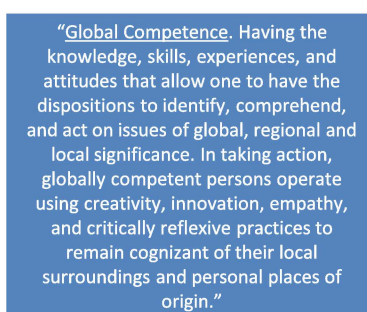 “Global Competence. Having the
knowledge, skills, experiences, and
attitudes that allow one to have the
dispositions to identify, comprehend,
and act on issues of global, regional and
local significance. In taking action,
globally competent persons operate
using creativity, innovation, empathy,
and critically reflexive practices to
remain cognizant of their local
surroundings and personal places of
origin.”